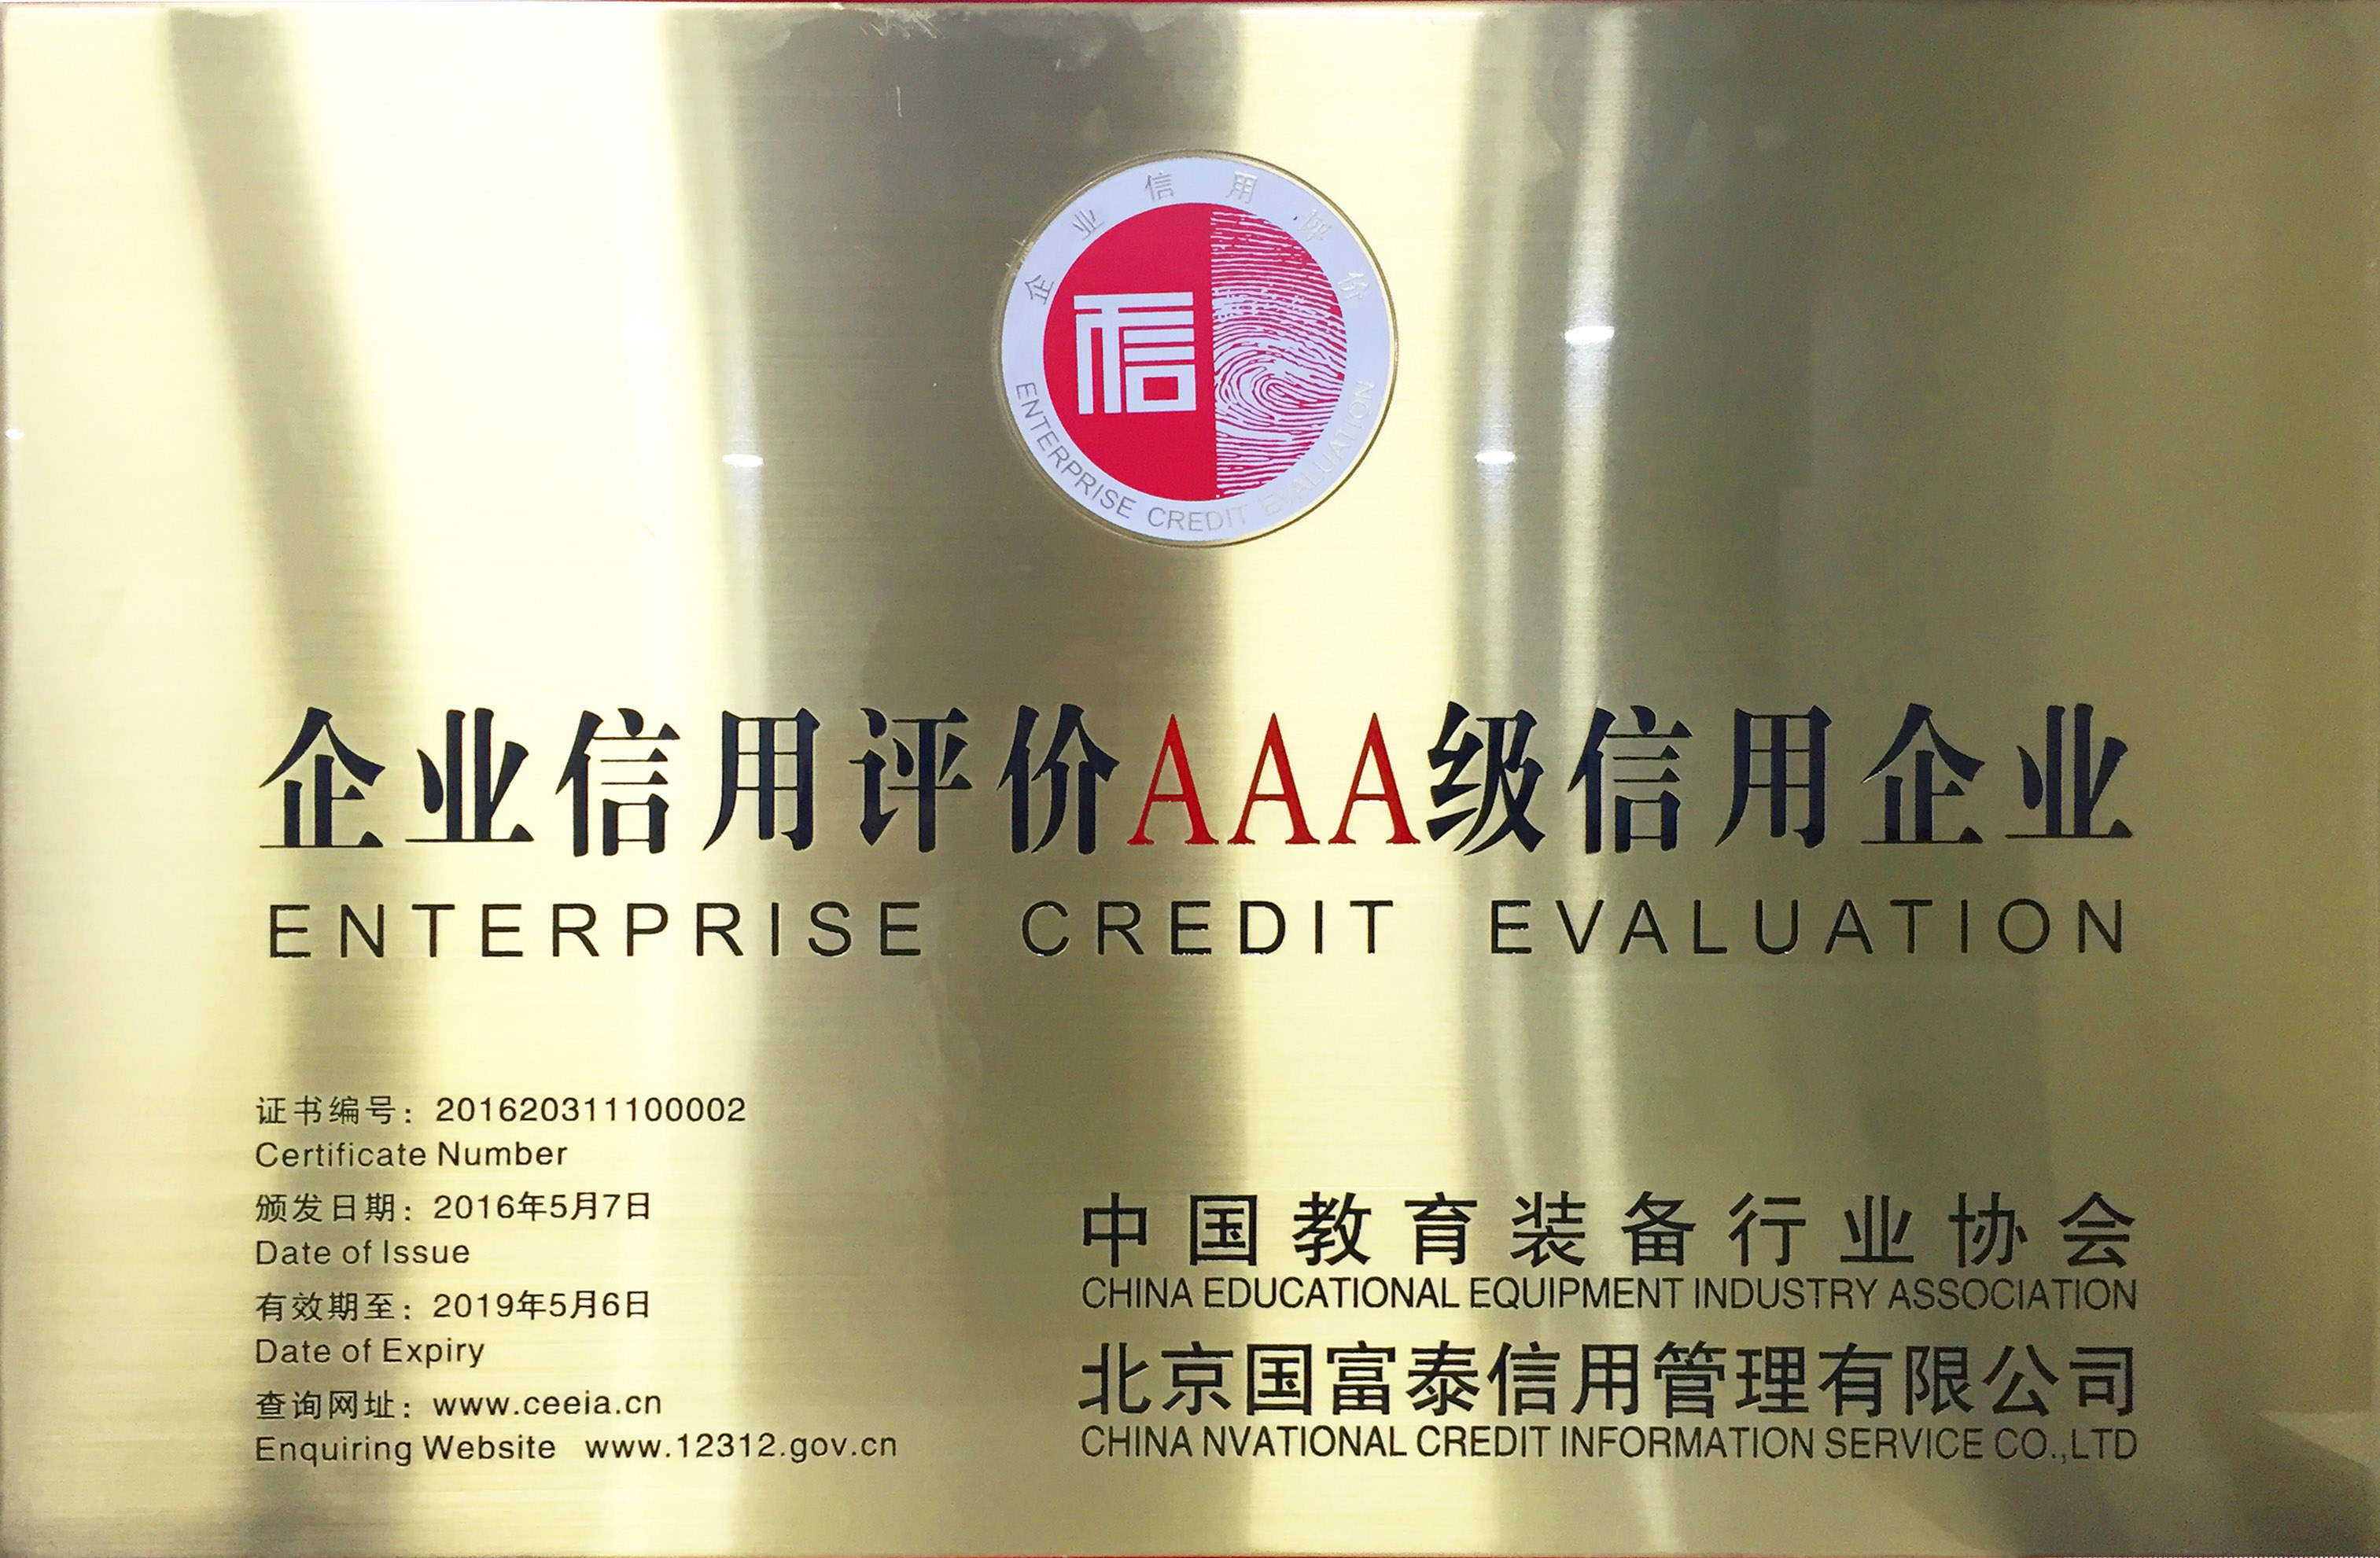 企业信用评价
信
ENTERPRISE CREDIT EVALUATION
企业信用评价AAA级信用企业
ENTERPRISE CREDIT EVALUATION
证书编号：201620311100002
Certificate Number
颁发日期：2016年5月7日
Date of Issue
有效期至：2019年5月6日
Date of Expiry
查询网址：www.ceeia.cn
Enquiring Website www.12312.gov.cn
中国教育装备行业协会
CHINA EDUCATIONAL EQUIPMENT INDUSTRY ASSOCIATION
北京国富泰信用管理有限公司
CHINA NVATIONAL CREDIT INFORMATION SERVICE CO.,LTD